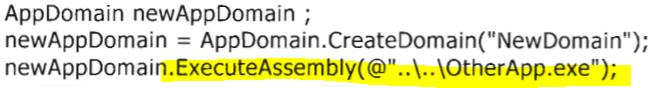 AppDomain newAppDomain ;
newAppDomain = AppDomain.CreateDomain("NewDomain");
newAppDomain.ExecuteAssembly(@"..\..\OtherApp.exe");